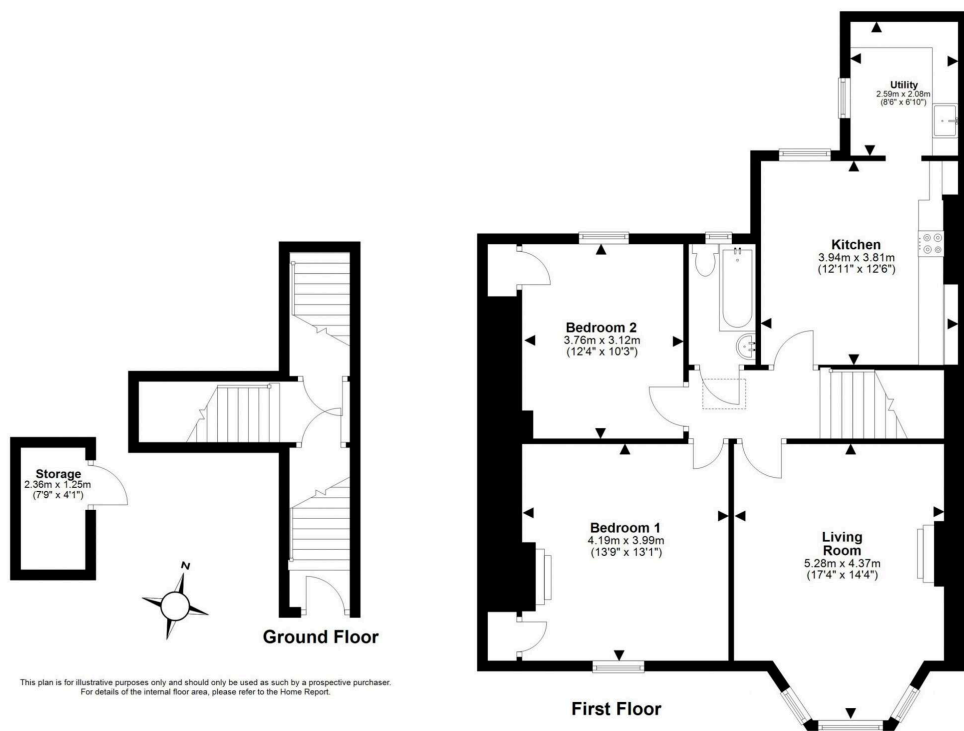 Utility
2.59m x 2.08m
(8'6" x 6'10")
Kitchen
3.94m x 3.81m
(12'11" x 12'6")
Bedroom 2
3.76m x 3.12m
(12'4" x 10'3")
Storage
2.36m x 1.25m
(7'9" x 4'1")
Bedroom 1
4.19m x 3.99m
(13'9" x 13'1")
Living
Room
5.28m x 4.37m
(17'4" x 14'4")
N
Ground Floor
This plan is for illustrative purposes only and should only be used as such by a prospective purchaser.
For details of the internal floor area, please refer to the Home Report.
First Floor